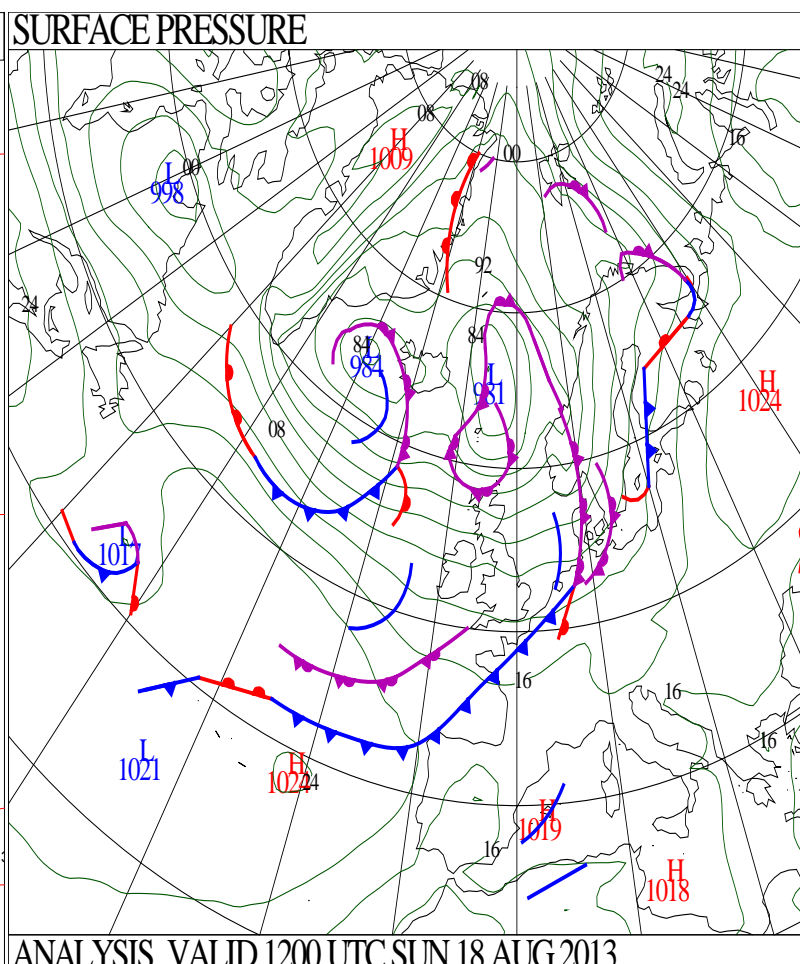 SURFACE PRESSURE
08
24
24
08
16
H
1009
00
L
998
00
92
24
84
84
L
984
L
981
H
1024
08
L
1017
16
16
16
L
1021
H
1024
24
H
1019
16
H
1018
ANALYSIS VALID 1200 UTC SUN 18 AUG 2013